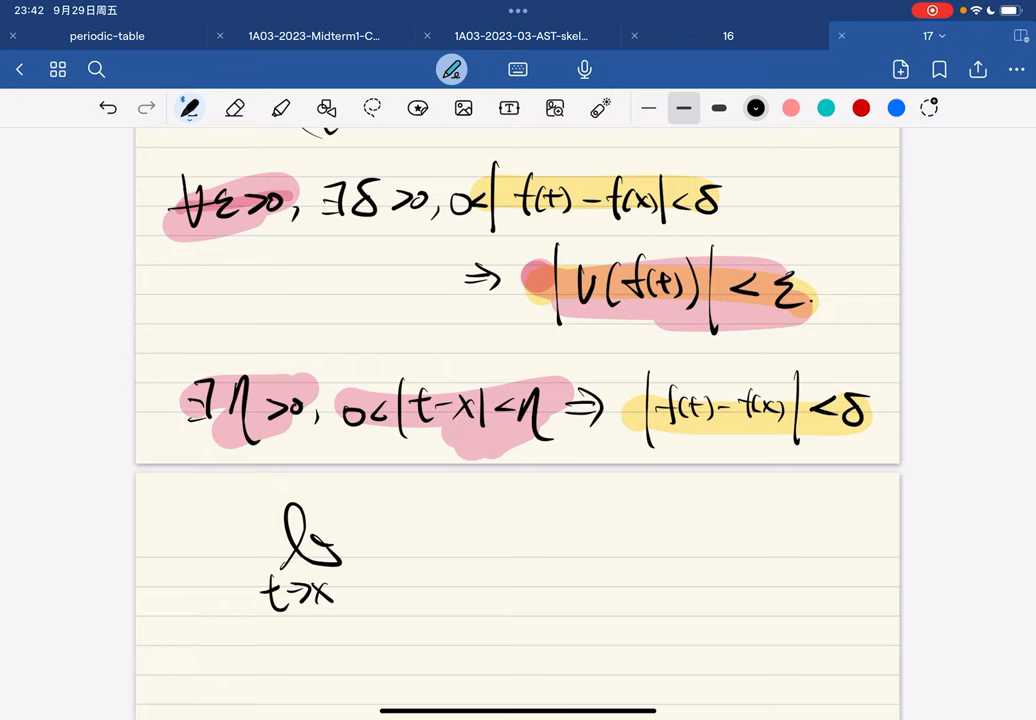 23:42 9月29日周五
periodic-table
1A03-2023-Midterm1-C...
1A03-2023-03-AST-skel...
16
17
∀ε>0, ∃δ>0, 0<|f(t)-f(x)|<δ
⇒ |v(f(t))|<ε.
∃η>0, 0<|t-x|<η ⇒ |f(t)-f(x)|<δ
t→x